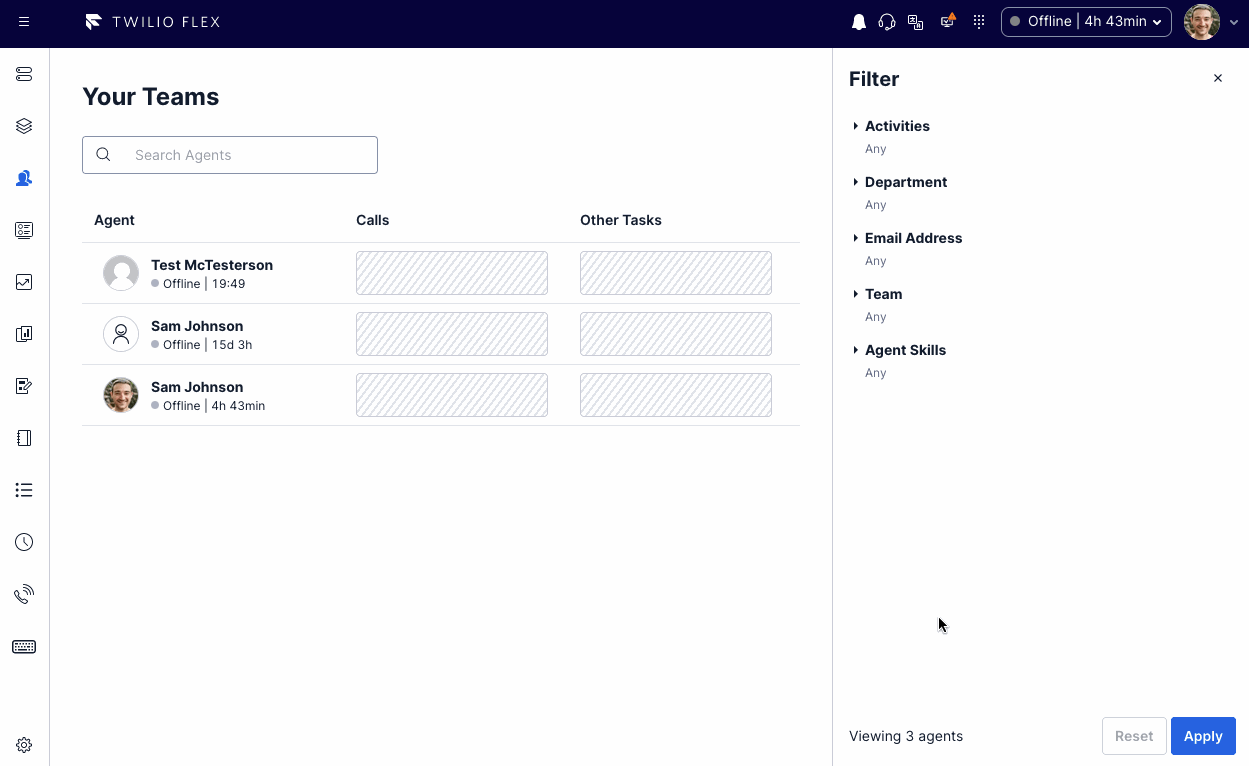 TWILIO FLEX
Offline | 4h 43min
Your Teams
Search Agents
Agent Calls Other Tasks
Test McTesterson
Offline | 19:49
Sam Johnson
Offline | 15d 3h
Sam Johnson
Offline | 4h 43min
Filter
Activities
Any
Department
Any
Email Address
Any
Team
Any
Agent Skills
Any
Viewing 3 agents
Reset
Apply